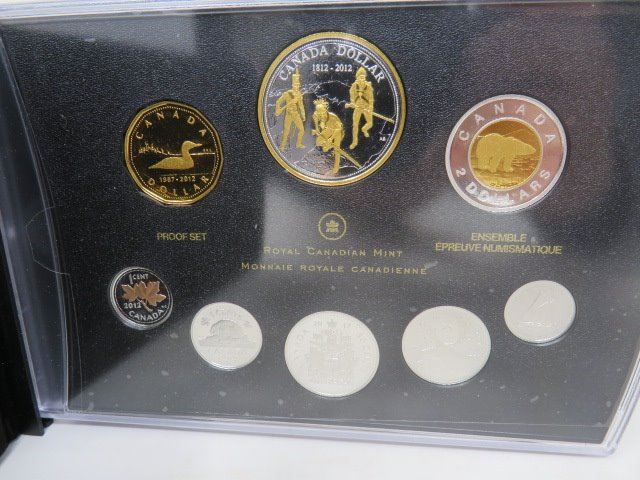 CANADA DOLLAR
1812 - 2012
CANADA
1987 - 2012
DOLLAR
CANADA
2 DOLLARS
PROOF SET
ROYAL CANADIAN MINT
MONNAIE ROYALE CANADIENNE
ENSEMBLE
ÉPREUVE NUMISMATIQUE
1 CENT
2012
CANADA